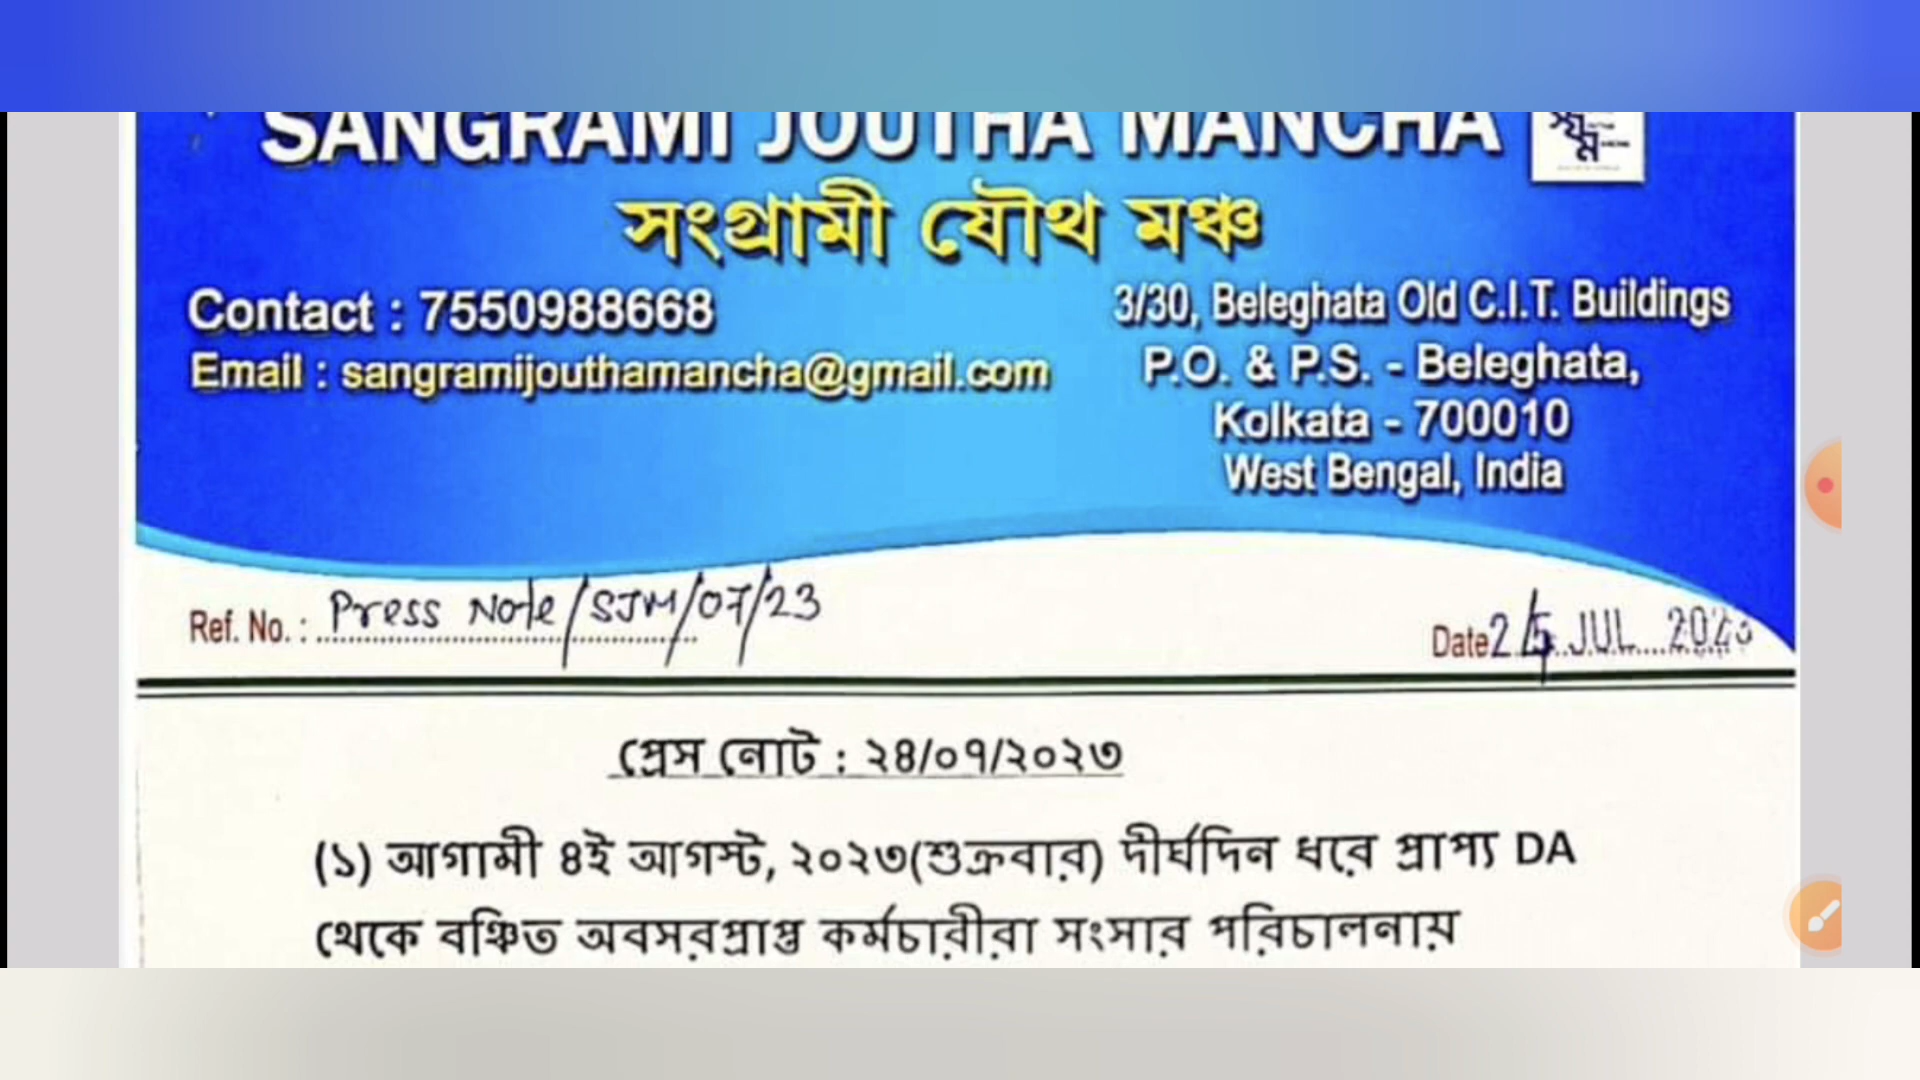 SANGRAMI JOUTHA MANCHA
সংগ্রামী যৌথ মঞ্চ
Contact : 7550988668
Email : sangramijouthamancha@gmail.com
3/30, Beleghata Old C.I.T. Buildings
P.O. & P.S. - Beleghata,
Kolkata - 700010
West Bengal, India
Ref. No. : Press Note/SJM/07/23
Date 25 JUL 2023
প্রেস নোট : ২৪/০৭/২০২৩
(১) আগামী ৪ই আগস্ট, ২০২৩(শুক্রবার) দীর্ঘদিন ধরে প্রাপ্য DA
থেকে বঞ্চিত অবসরপ্রাপ্ত কর্মচারীরা সংসার পরিচালনায়